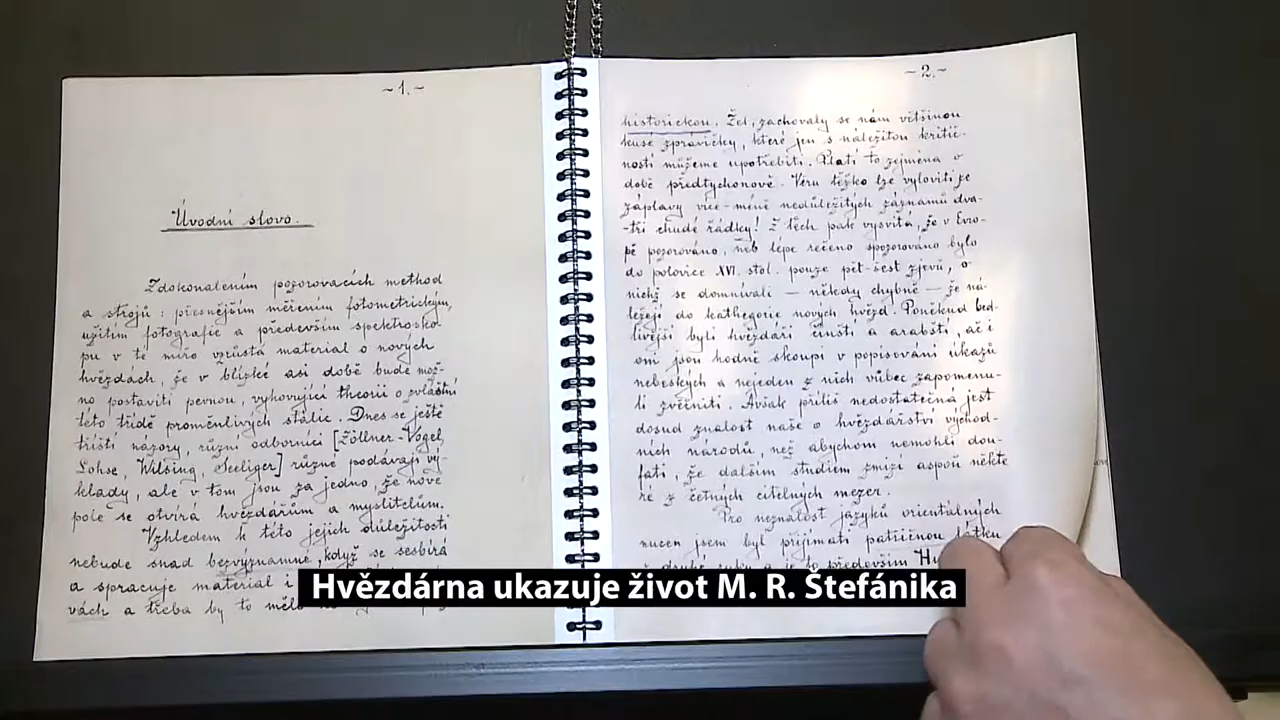 ~1.~
Úvodní slovo.
Zdokonalením pozorovacích method
a strojů: přesnějším měřením fotometrickým,
užitím fotografie a především spektrosko-
pu v té míře vzrůstá material o nových
hvězdách, že v blízké asi době bude mož-
no postaviti pevnou, vyhovující theorii o zvláštní
této třídě proměnlivých stálic. Dnes se ještě
tříští názory, různí odborníci [Zöllner-Vogel,
Lohse, Wilsing, Seeliger] různé podávají vý-
klady, ale v tom jsou za jedno, že nové
pole se otvírá hvězdářům a myslitelům.
Vzhledem k této jejich důležitosti
nebude snad bezvýznamné, když se sesbírá
a spracuje material i
vách a třeba by to mělo
~2.~
historickou. Žel, zachovaly se nám většinou
kusé zprávičky, které jen s náležitou kritič-
ností můžeme upotřebiti. Platí to zejména o
době předtychonově. Věru těžko lze vyloviti ze
záplavy více-méně nedůležitých záznamů dva-
-tři chudé řádky! Z těch pak vysvítá, že v Evro-
pě pozorováno, neb lépe řečeno spozorováno bylo
do polovice XVI. stol. pouze pět-šest zjevů, o
nichž se domnívali — někdy chybně — že ná-
ležejí do kathegorie nových hvězd. Poněkud bed-
livější byli hvězdáři čínští a arabští, ač i
oni jsou hodně skoupí v popisování úkazů
nebeských a nejeden z nich vůbec zapomenu-
li zvěčniti. Avšak příliš nedostatečná jest
dosud znalost naše o hvězdářství východ-
ních národů, než abychom nemohli dou-
fati, že dalším studiem zmizí aspoň někte
ré z četných citelných mezer.
Pro neznalost jazyků orientálných
nucen jsem byl přijímati patřičnou látku
z druhé ruky a je to především Hu
Hvězdárna ukazuje život M. R. Štefánika